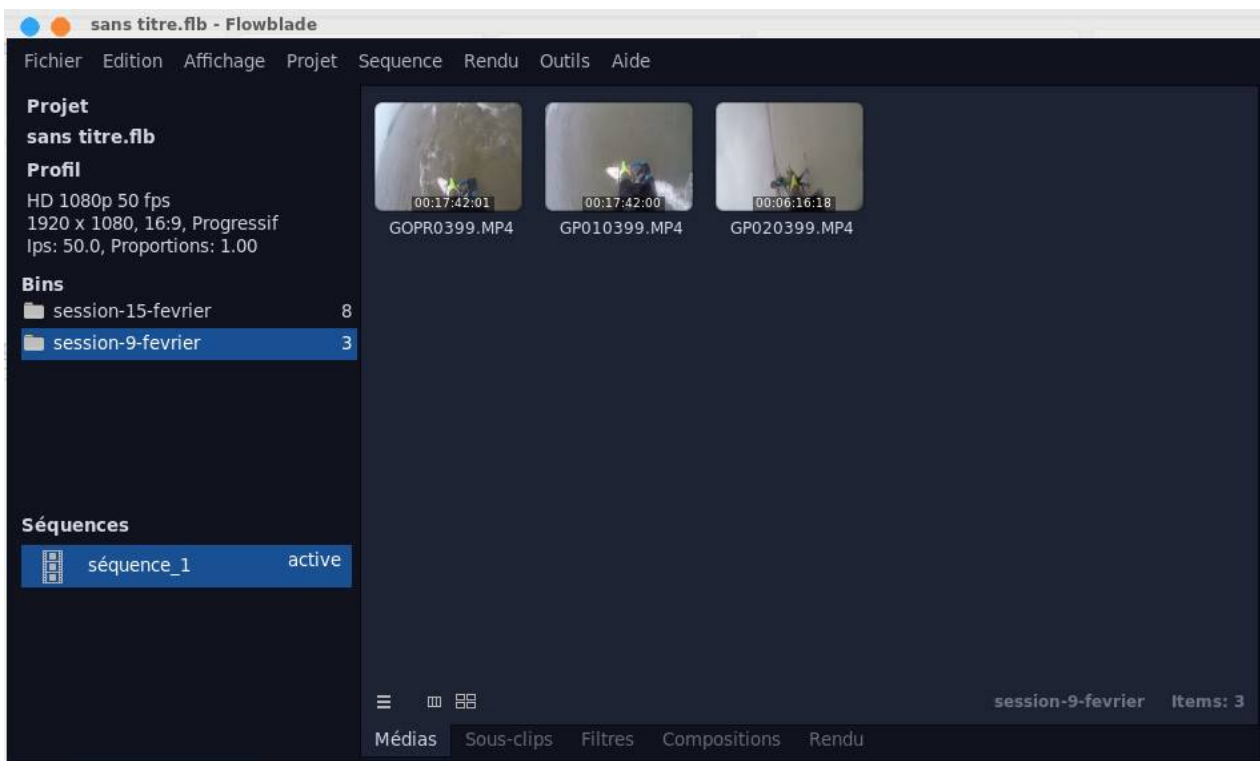 sans titre.flb - Flowblade
Fichier Edition Affichage Projet Sequence Rendu Outils Aide
Projet
sans titre.flb
Profil
HD 1080p 50 fps
1920 x 1080, 16:9, Progressif
Ips: 50.0, Proportions: 1.00
Bins
session-15-fevrier 8
session-9-fevrier 3
Séquences
séquence_1 active
00:17:42:01 00:17:42:00 00:06:16:18
GOPR0399.MP4 GP010399.MP4 GP020399.MP4
session-9-fevrier Items: 3
Médias Sous-clips Filtres Compositions Rendu